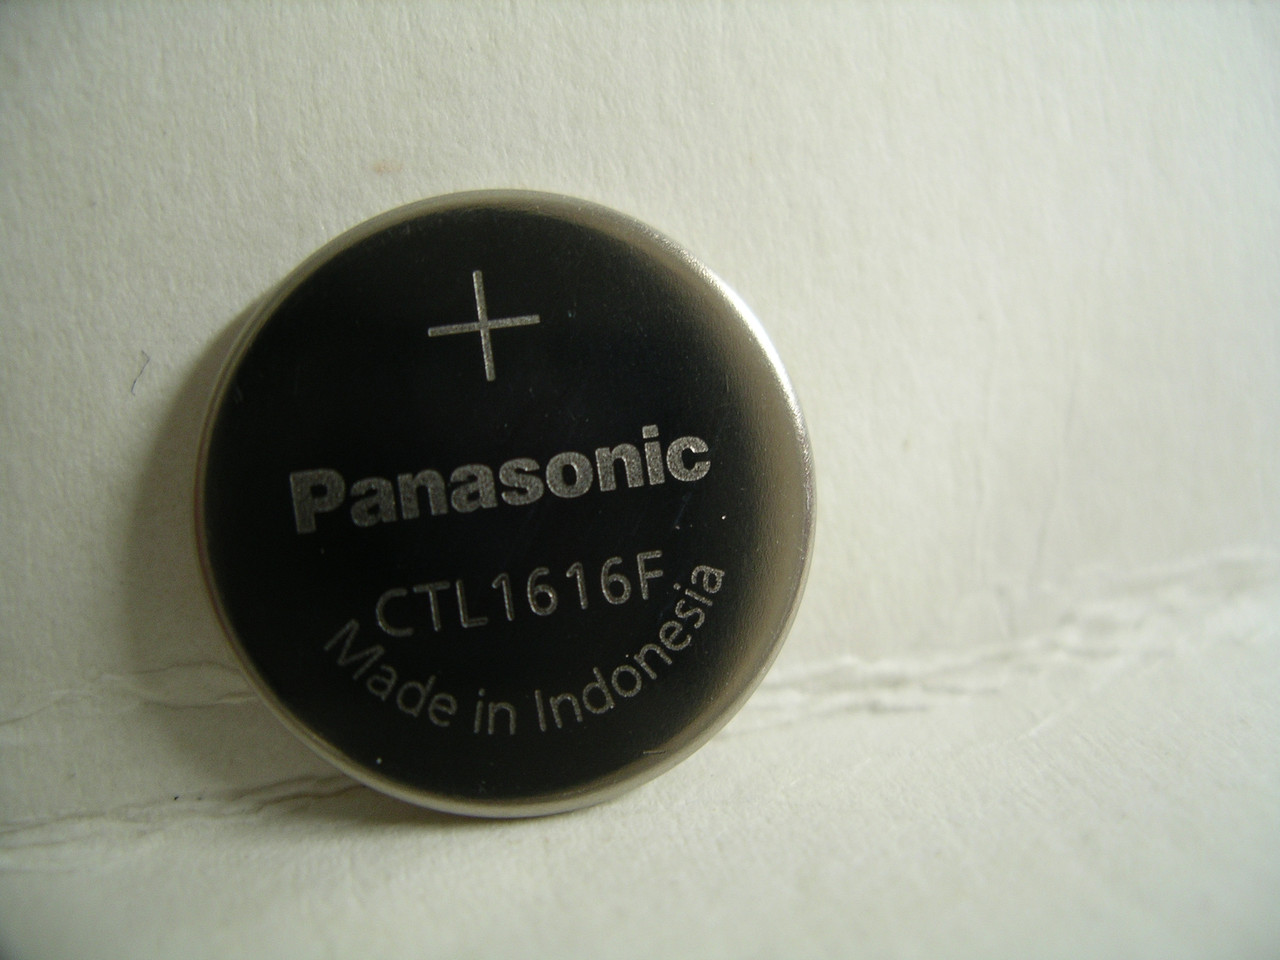 +
Panasonic
CTL1616F
Made in Indonesia